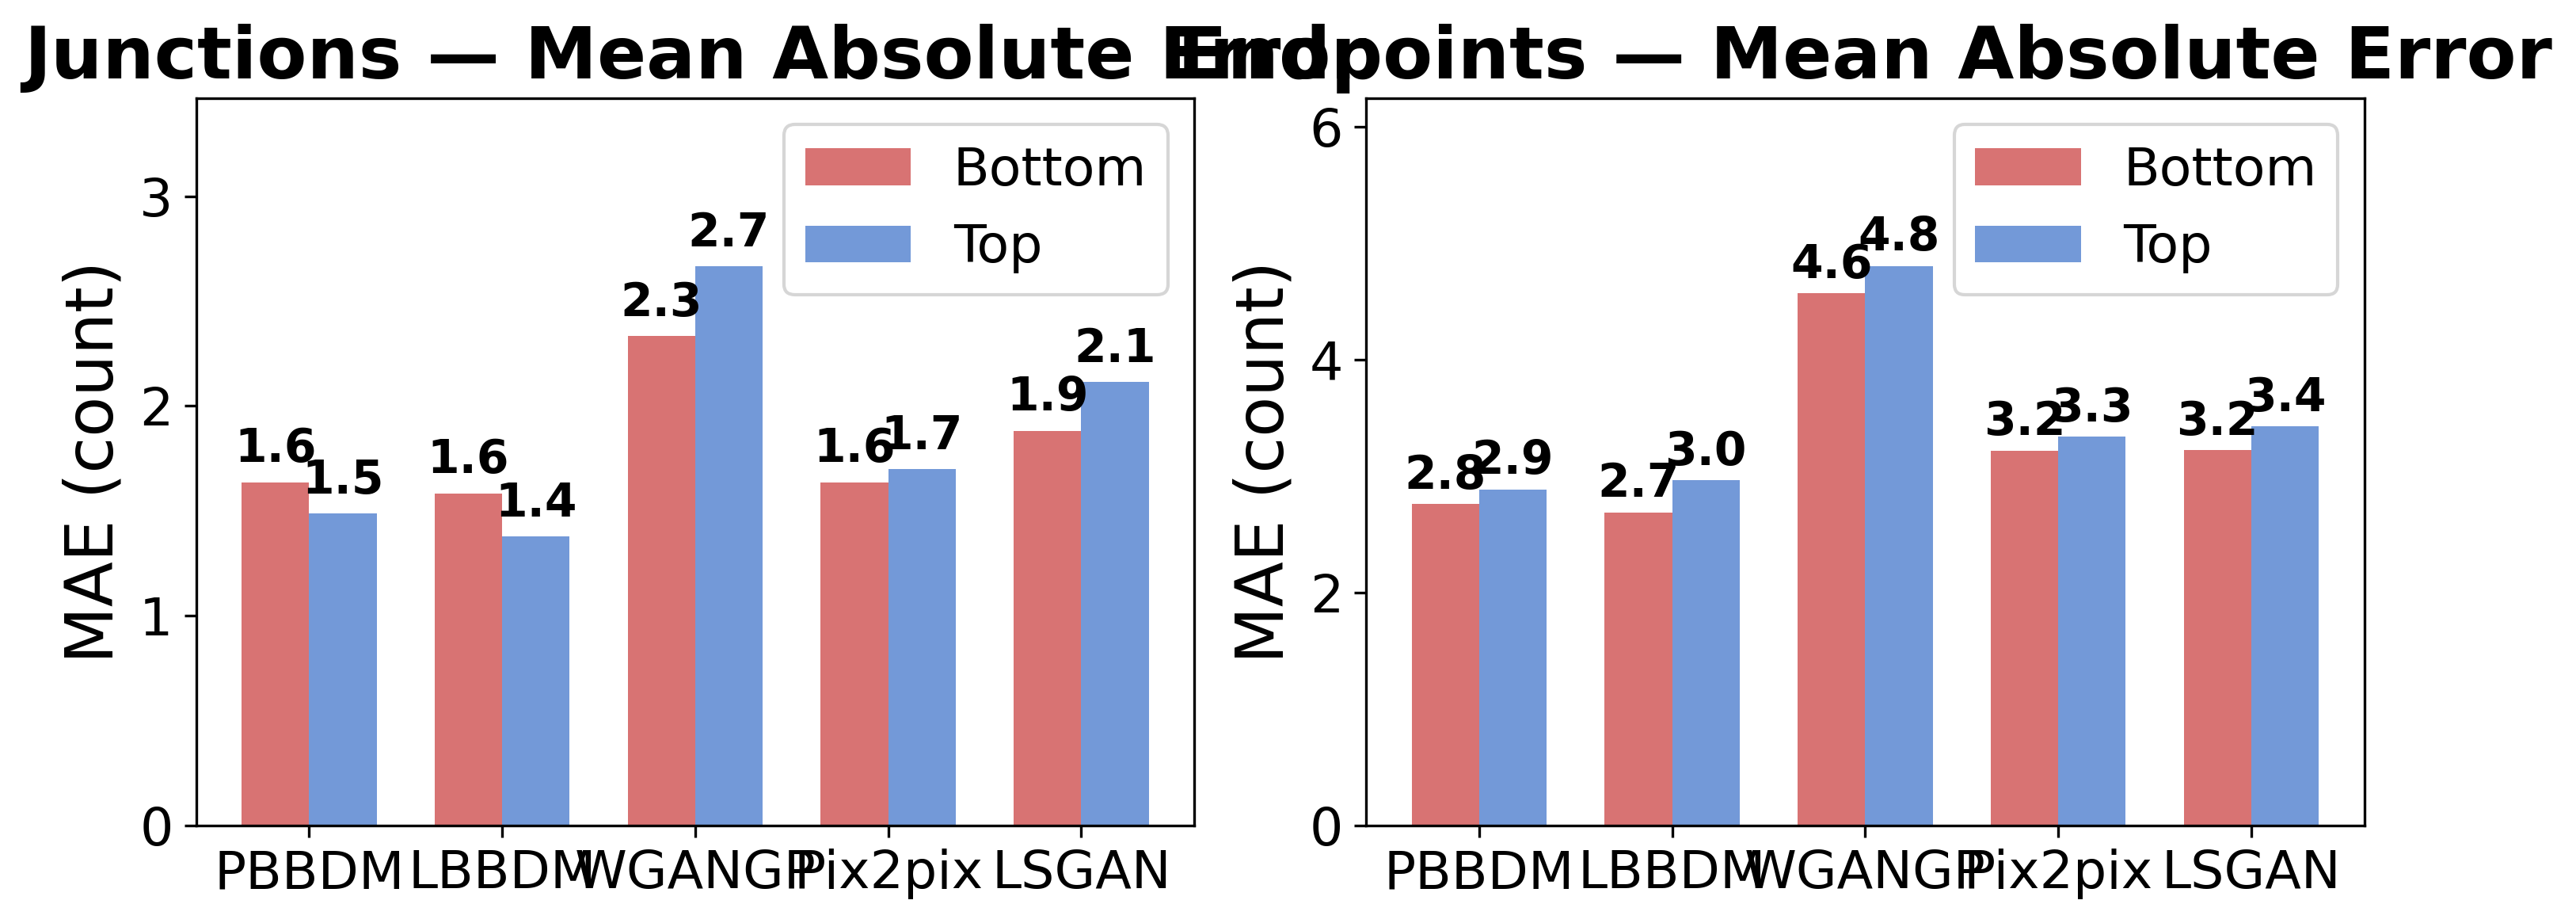 Junctions — Mean Absolute Error
MAE (count)
3
2
1
0
Bottom
Top
1.6
1.5
1.6
1.4
2.3
2.7
1.6
1.7
1.9
2.1
PBBDM
LBBDM
WGANGP
Pix2pix
LSGAN
Endpoints — Mean Absolute Error
MAE (count)
6
4
2
0
Bottom
Top
2.8
2.9
2.7
3.0
4.6
4.8
3.2
3.3
3.2
3.4
PBBDM
LBBDM
WGANGP
Pix2pix
LSGAN